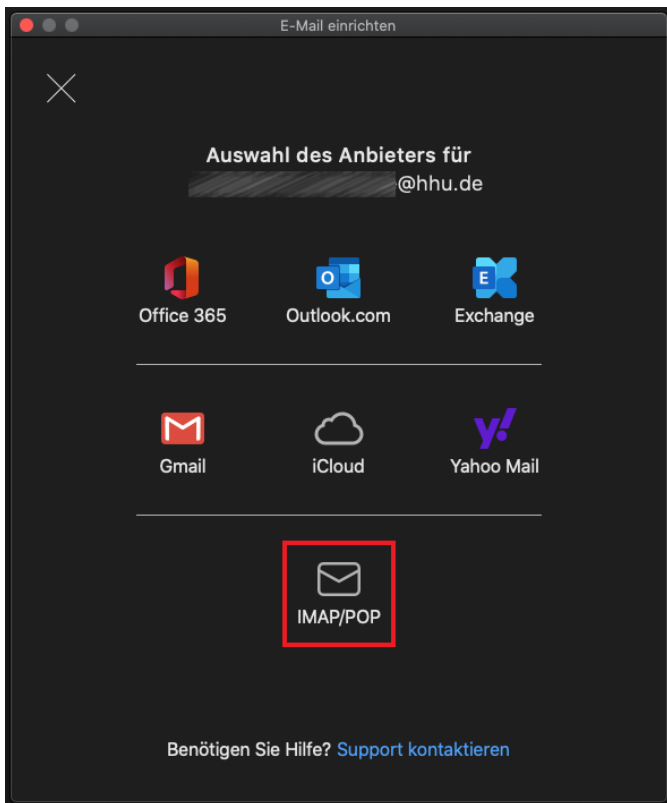 E-Mail einrichten
Auswahl des Anbieters für
@hhu.de
Office 365
Outlook.com
Exchange
Gmail
iCloud
Yahoo Mail
IMAP/POP
Benötigen Sie Hilfe? Support kontaktieren